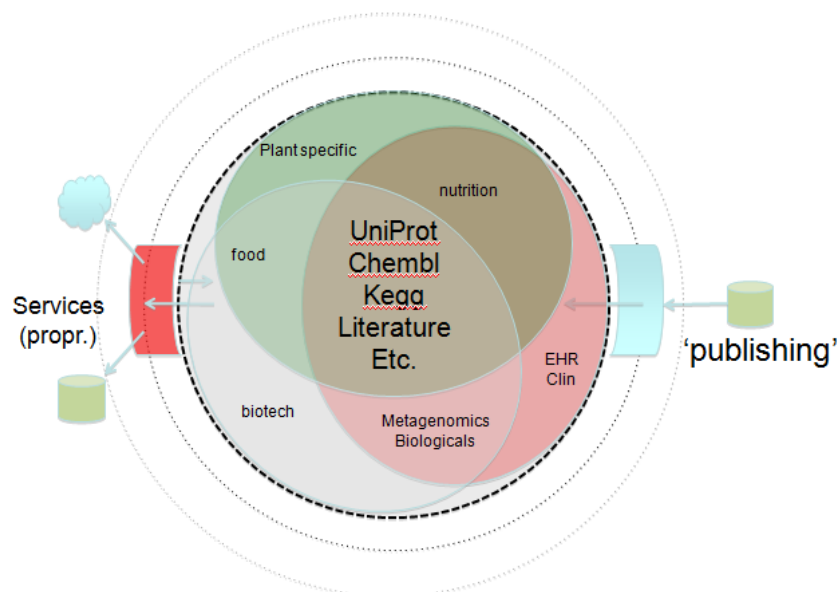 Plant specific
nutrition
UniProt
Chembl
Kegg
Literature
Etc.
food
Services
(propr.)
'publishing'
EHR
Clin
biotech
Metagenomics
Biologicals